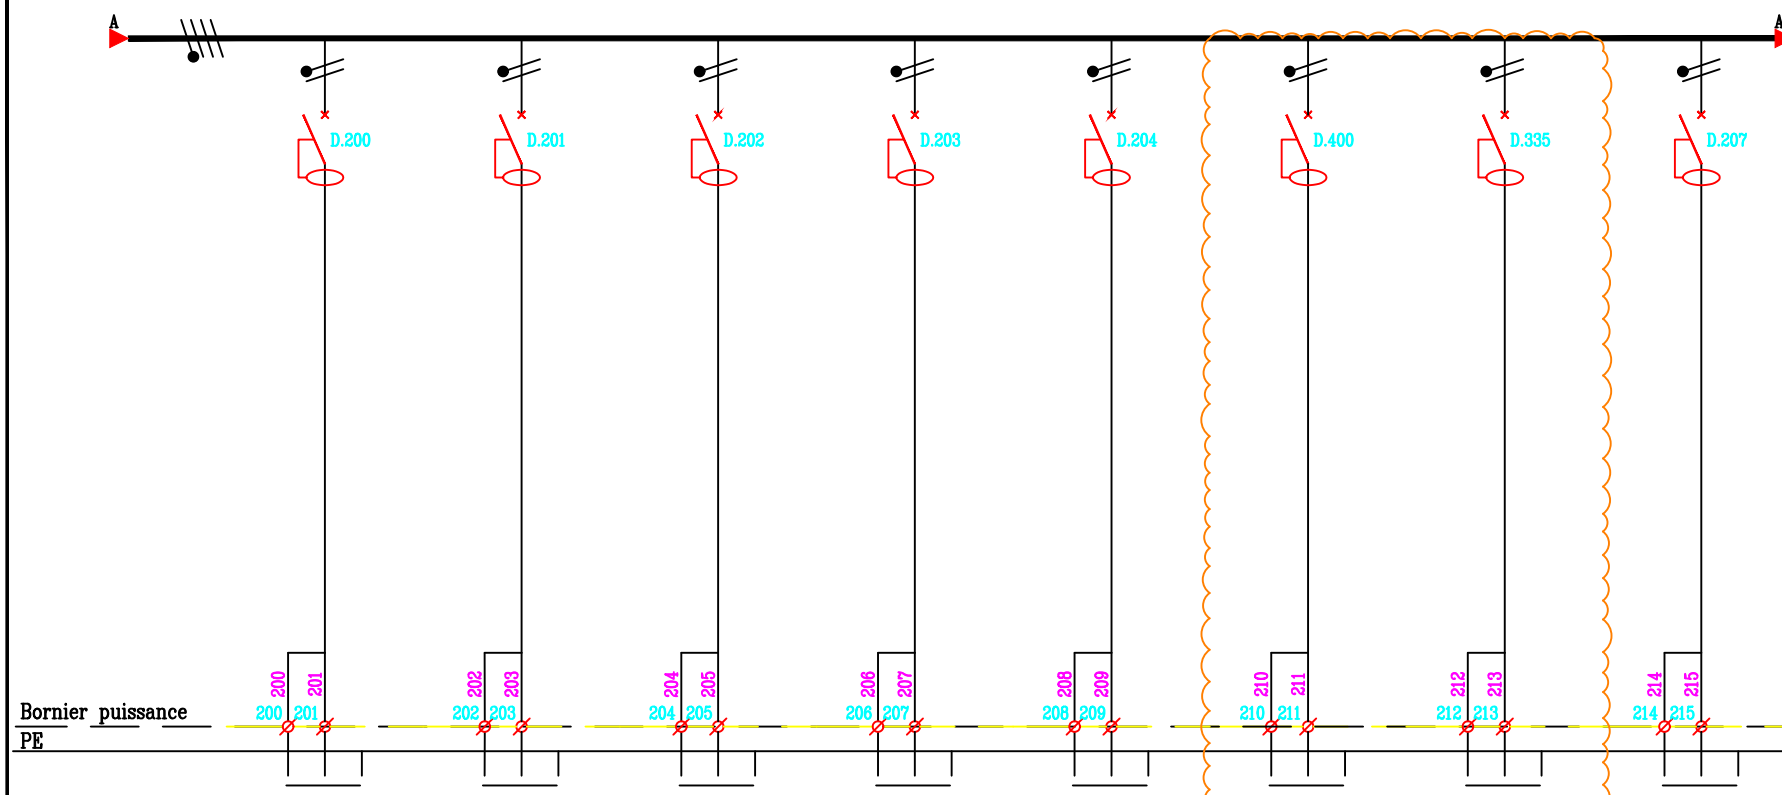 A A
D.200 D.201 D.202 D.203 D.204 D.400 D.335 D.207
200 201 202 203 204 205 206 207 208 209 210 211 212 213 214 215
Bornier puissance 200 201 202 203 204 205 206 207 208 209 210 211 212 213 214 215
PE